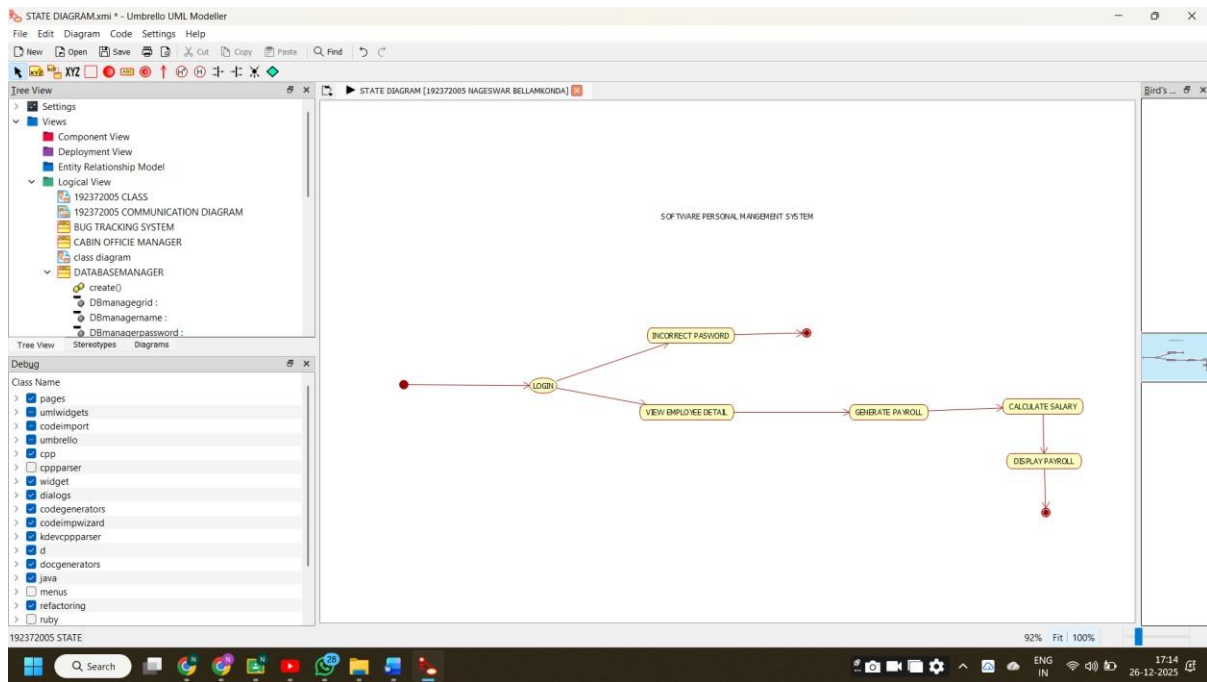 STATE DIAGRAM.xmi * - Umbrello UML Modeller
File Edit Diagram Code Settings Help
New Open Save Cut Copy Paste Find
XYZ XYZ
Tree View
Settings
Views
Component View
Deployment View
Entity Relationship Model
Logical View
192372005 CLASS
192372005 COMMUNICATION DIAGRAM
BUG TRACKING SYSTEM
CABIN OFFICIE MANAGER
class diagram
DATABASEMANAGER
create()
DBmanagegrid :
DBmanagername :
DBmanagerpassword :
Tree View Stereotypes Diagrams
Debug
Class Name
pages
umlwidgets
codeimport
umbrello
cpp
cppparser
widget
dialogs
codegenerators
codeimpwizard
kdevcppparser
d
docgenerators
java
menus
refactoring
ruby
STATE DIAGRAM [192372005 NAGESWAR BELLAMKONDA]
SOFTWARE PERSONAL MANGEMENT SYSTEM
INCORRECT PASWORD
LOGIN
VIEW EMPLOYEE DETAIL
GENERATE PAYROLL
CALCULATE SALARY
DISPLAY PAYROLL
Bird's ...
192372005 STATE
92% Fit 100%
Search
28
ENG
IN
17:14
26-12-2025